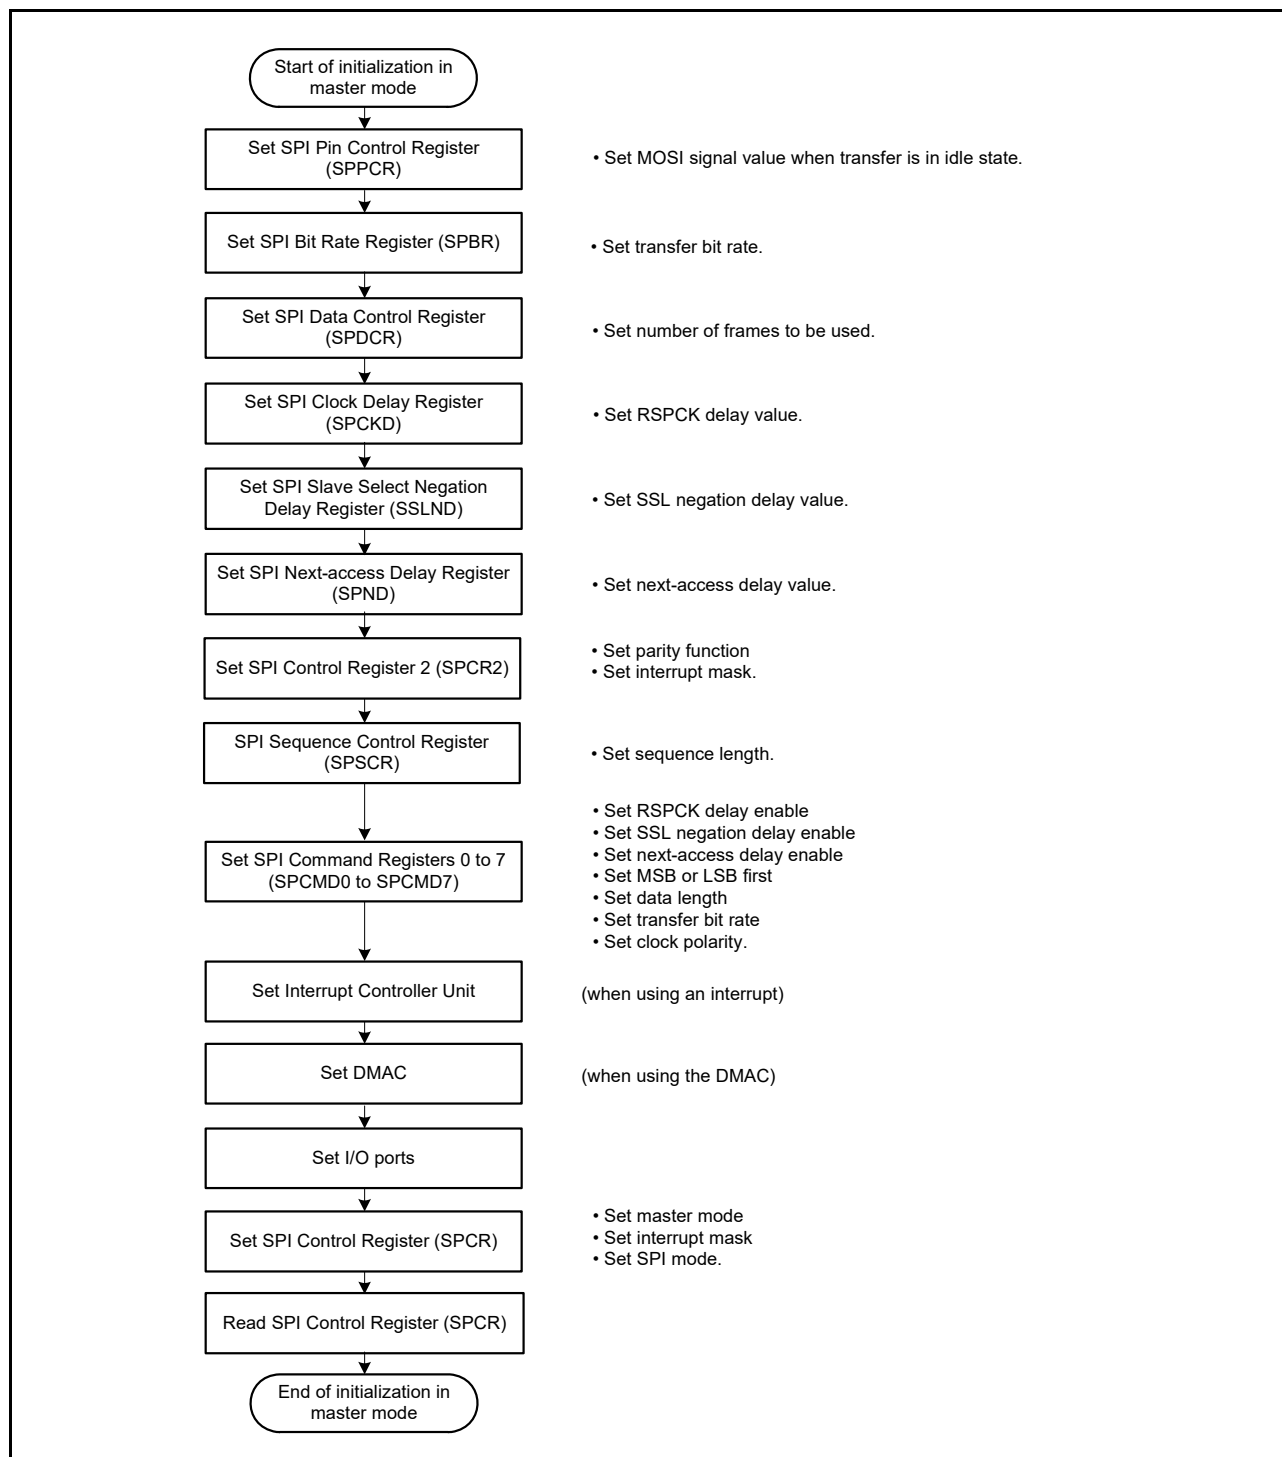 Start of initialization in
master mode
Set SPI Pin Control Register
(SPPCR)
• Set MOSI signal value when transfer is in idle state.
Set SPI Bit Rate Register (SPBR)
• Set transfer bit rate.
Set SPI Data Control Register
(SPDCR)
• Set number of frames to be used.
Set SPI Clock Delay Register
(SPCKD)
• Set RSPCK delay value.
Set SPI Slave Select Negation
Delay Register (SSLND)
• Set SSL negation delay value.
Set SPI Next-access Delay Register
(SPND)
• Set next-access delay value.
Set SPI Control Register 2 (SPCR2)
• Set parity function
• Set interrupt mask.
SPI Sequence Control Register
(SPSCR)
• Set sequence length.
Set SPI Command Registers 0 to 7
(SPCMD0 to SPCMD7)
• Set RSPCK delay enable
• Set SSL negation delay enable
• Set next-access delay enable
• Set MSB or LSB first
• Set data length
• Set transfer bit rate
• Set clock polarity.
Set Interrupt Controller Unit
(when using an interrupt)
Set DMAC
(when using the DMAC)
Set I/O ports
Set SPI Control Register (SPCR)
• Set master mode
• Set interrupt mask
• Set SPI mode.
Read SPI Control Register (SPCR)
End of initialization in
master mode